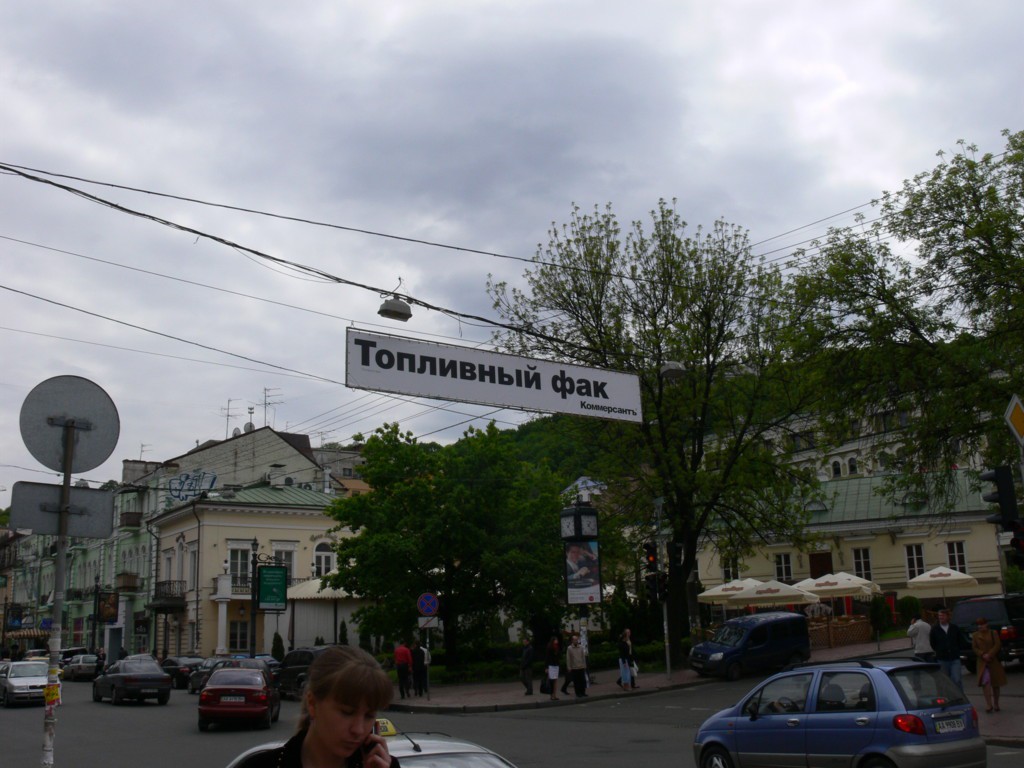 Топливный фак
Коммерсантъ